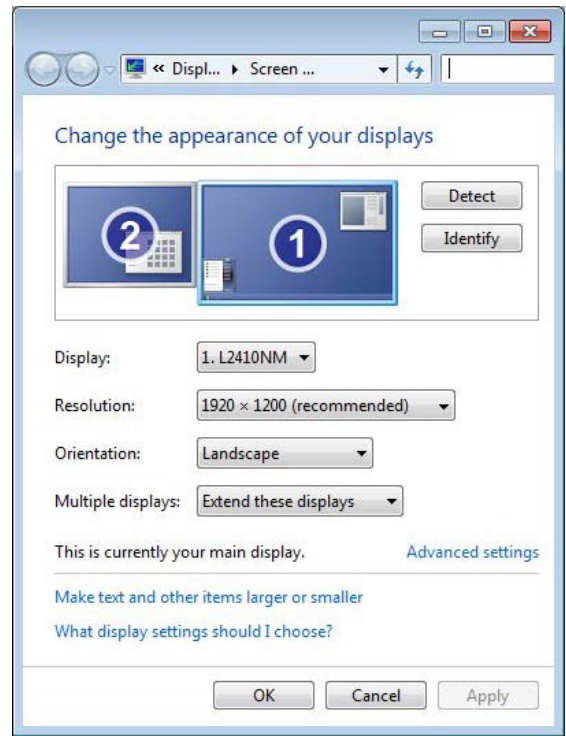 « Displ... ▸ Screen ...
Change the appearance of your displays
2
1
Detect
Identify
Display: 1. L2410NM
Resolution: 1920 × 1200 (recommended)
Orientation: Landscape
Multiple displays: Extend these displays
This is currently your main display. Advanced settings
Make text and other items larger or smaller
What display settings should I choose?
OK Cancel Apply